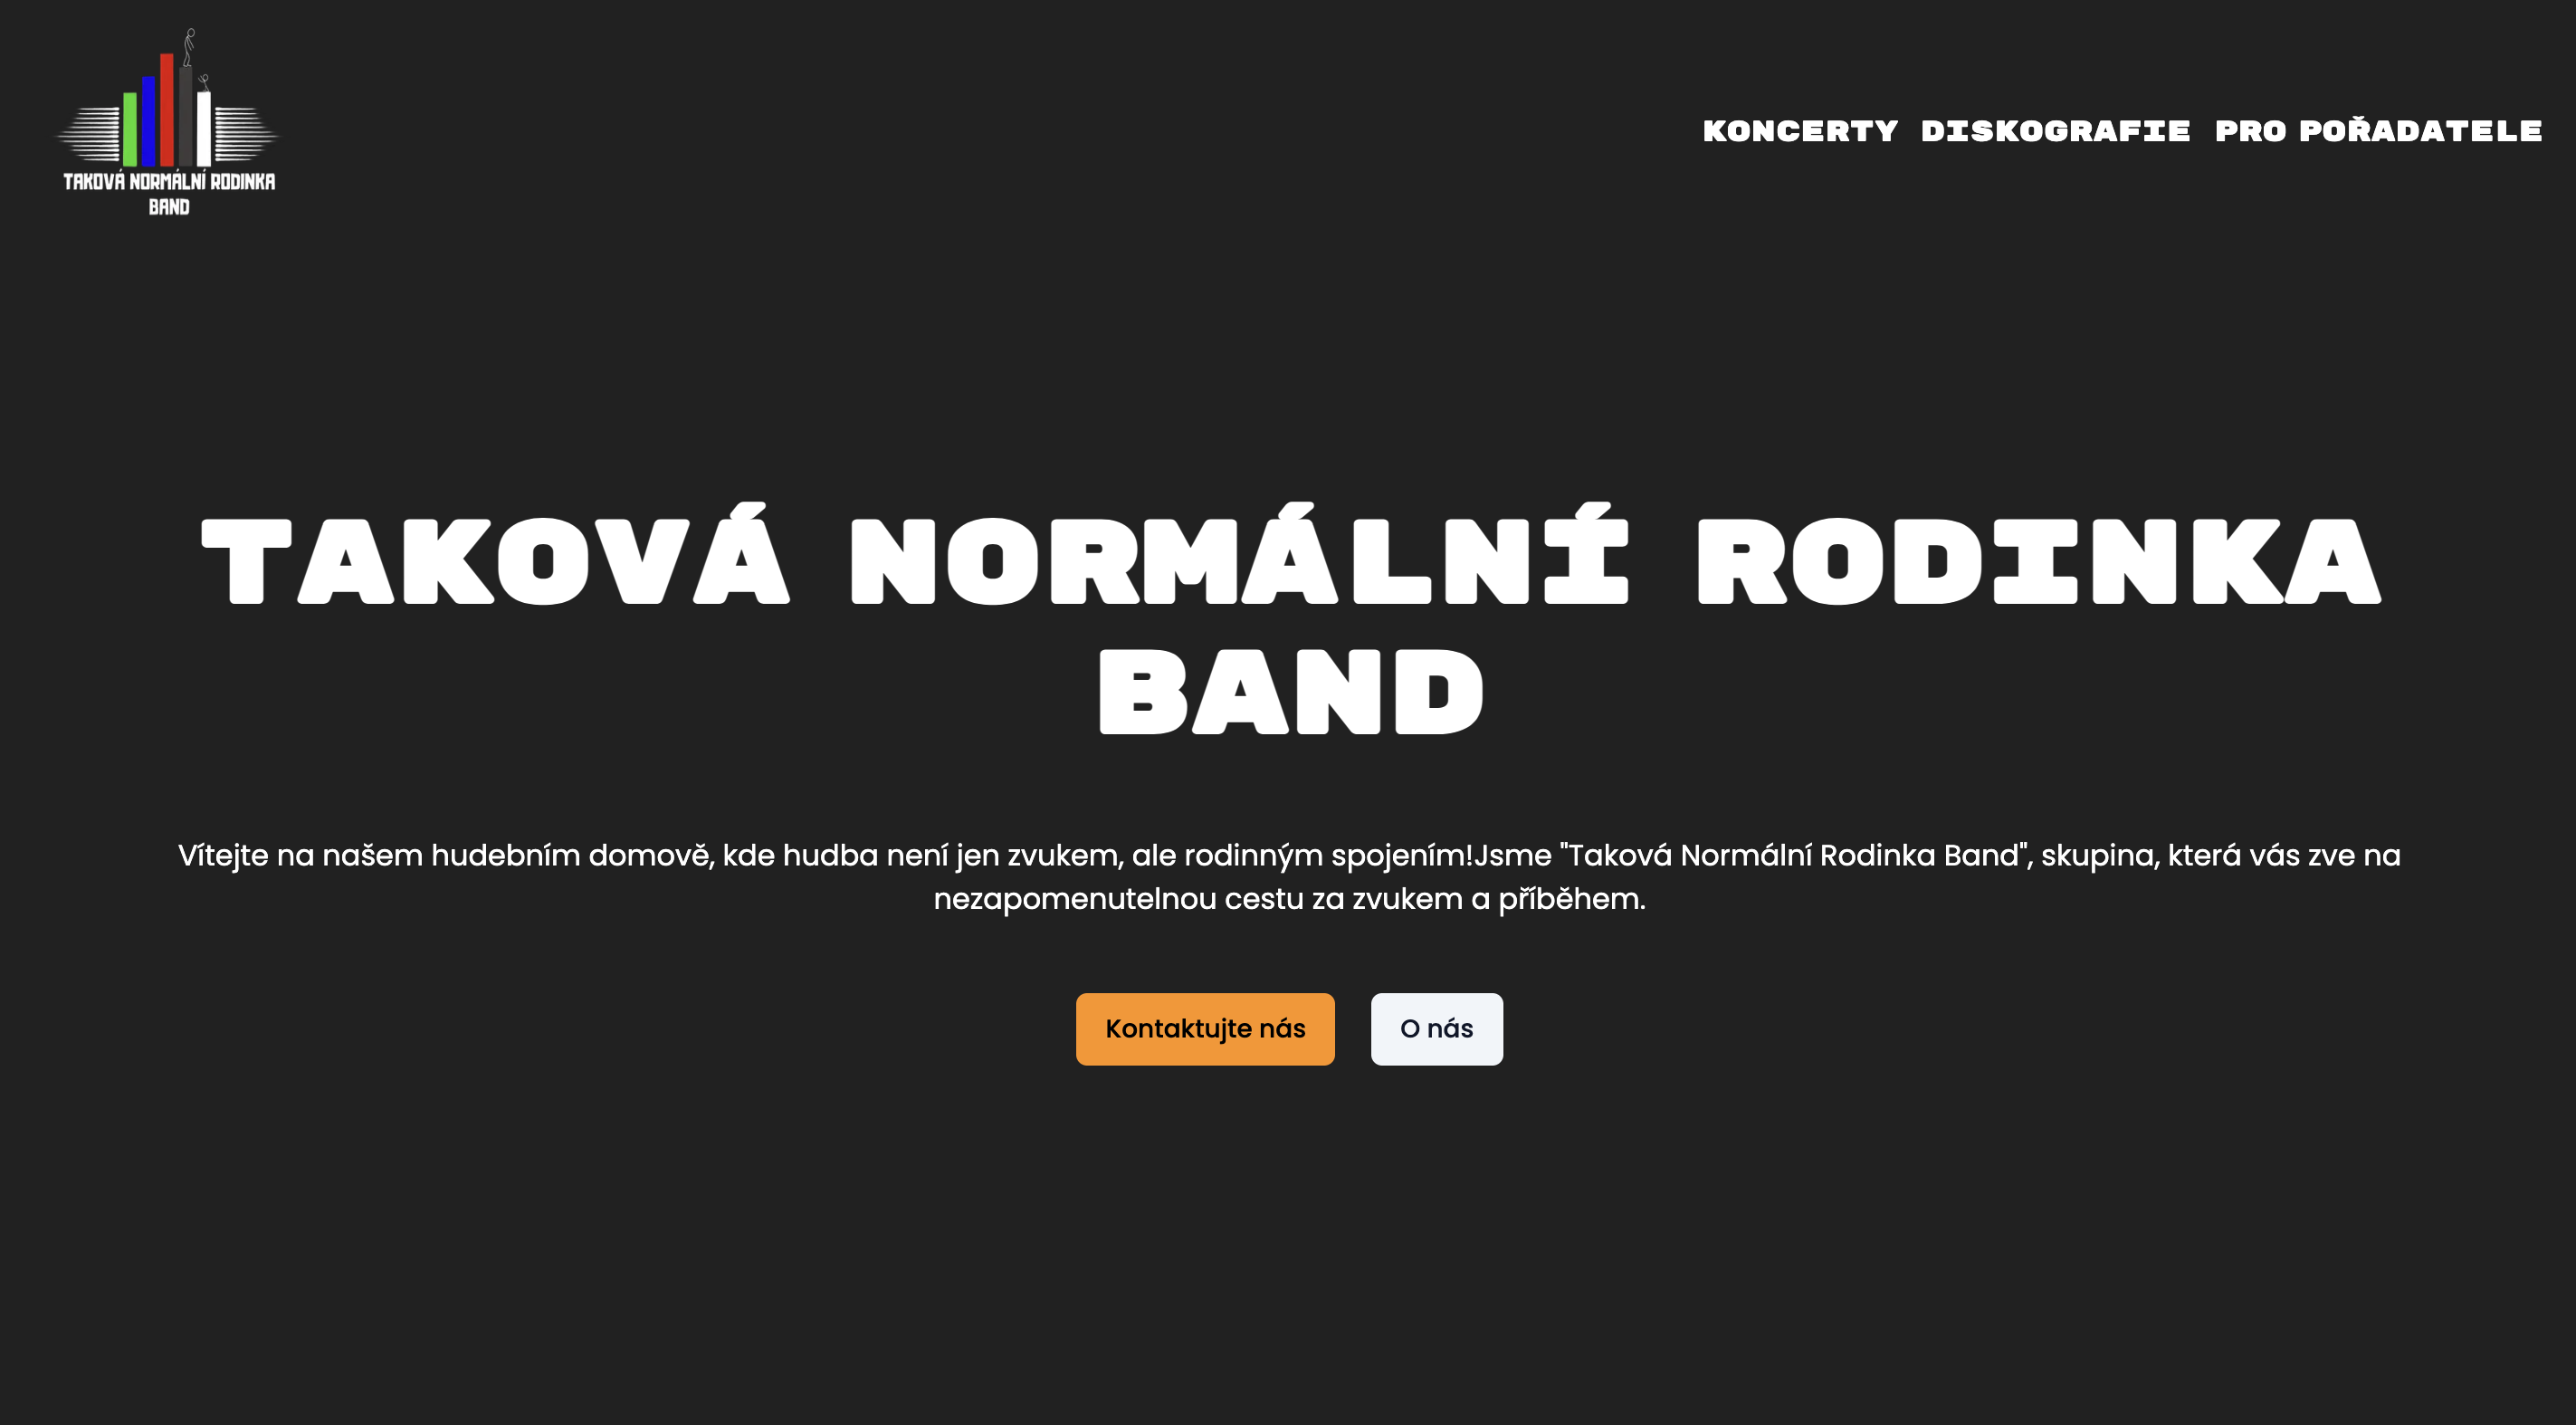 TAKOVÁ NORMÁLNÍ RODINKA
BAND
KONCERTY DISKOGRAFIE PRO POŘADATELE
TAKOVÁ NORMÁLNÍ RODINKA
BAND
Vítejte na našem hudebním domově, kde hudba není jen zvukem, ale rodinným spojením!Jsme "Taková Normální Rodinka Band", skupina, která vás zve na
nezapomenutelnou cestu za zvukem a příběhem.
Kontaktujte nás O nás